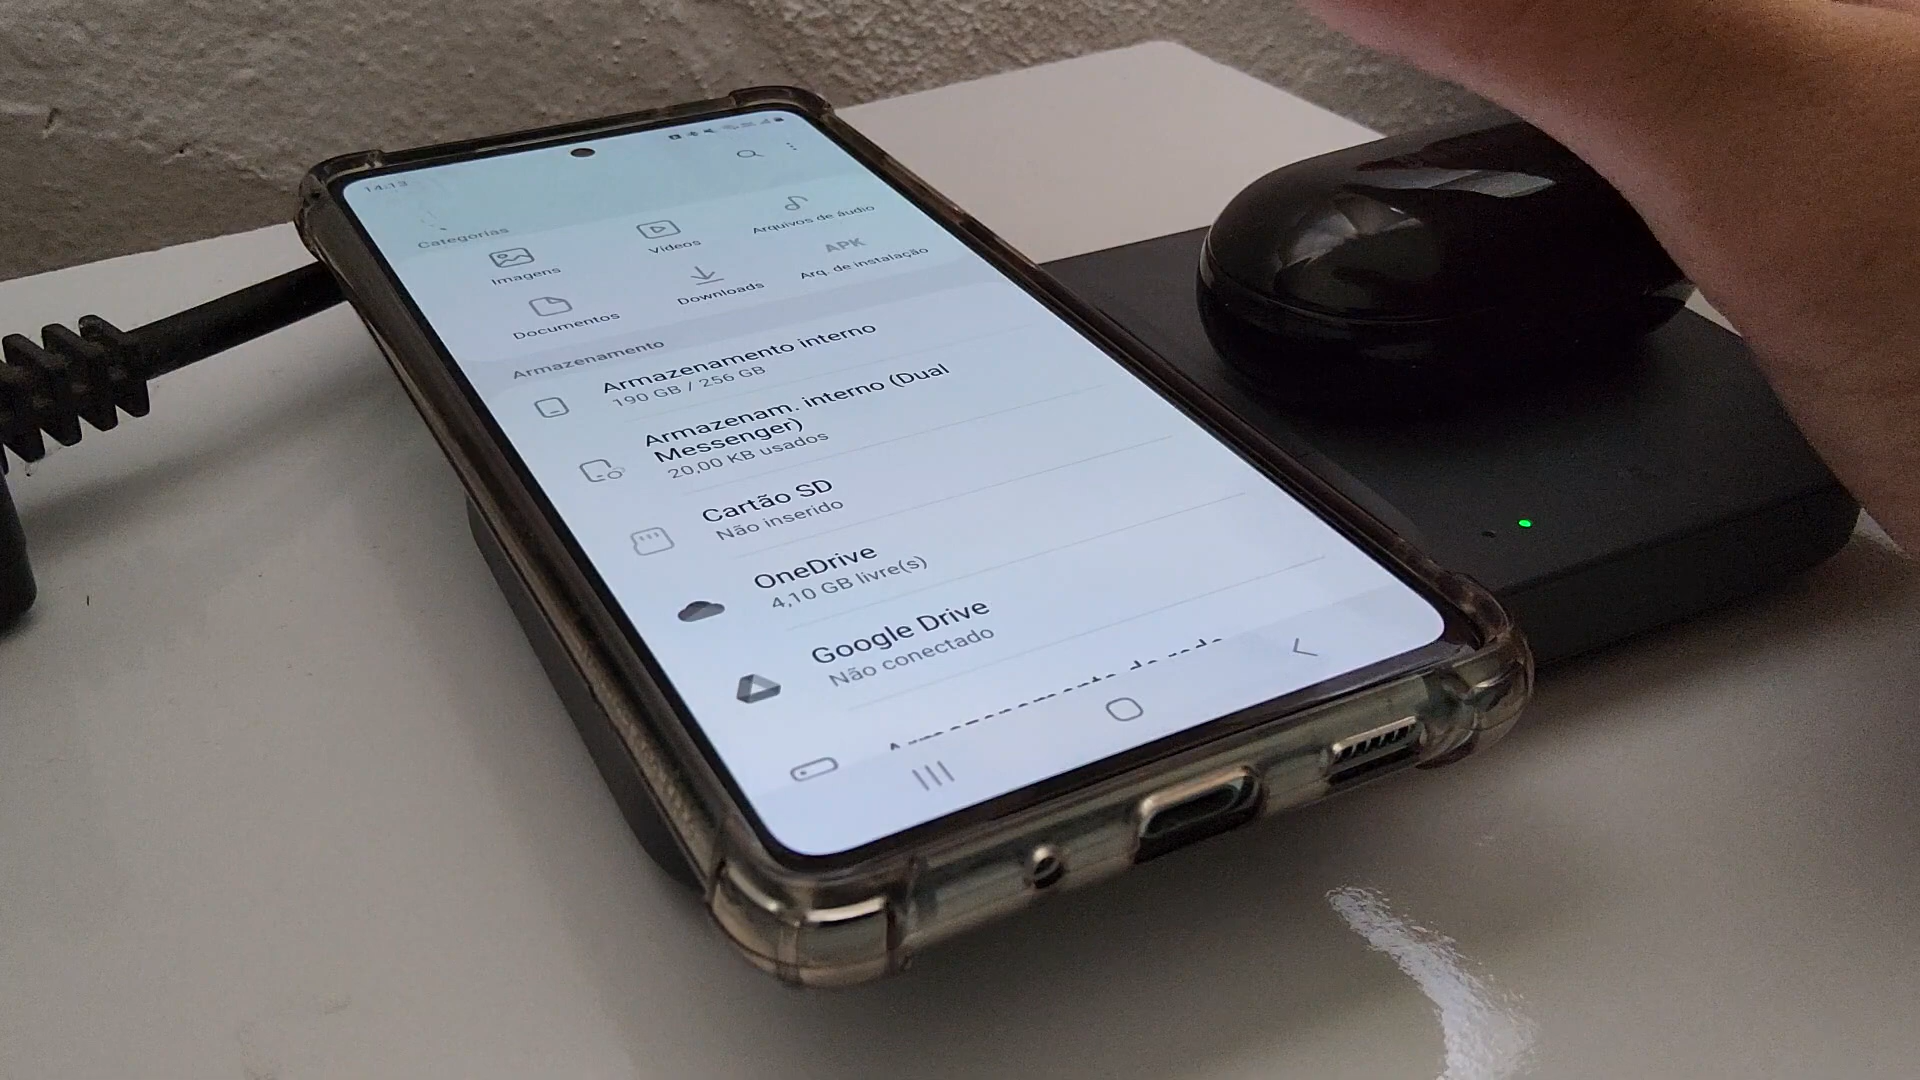 14:13
Categorias
Imagens
Vídeos
Arquivos de áudio
Documentos
Downloads
APK
Arq. de instalação
Armazenamento
Armazenamento interno
190 GB / 256 GB
Armazenam. interno (Dual
Messenger)
20,00 KB usados
Cartão SD
Não inserido
OneDrive
4,10 GB livre(s)
Google Drive
Não conectado